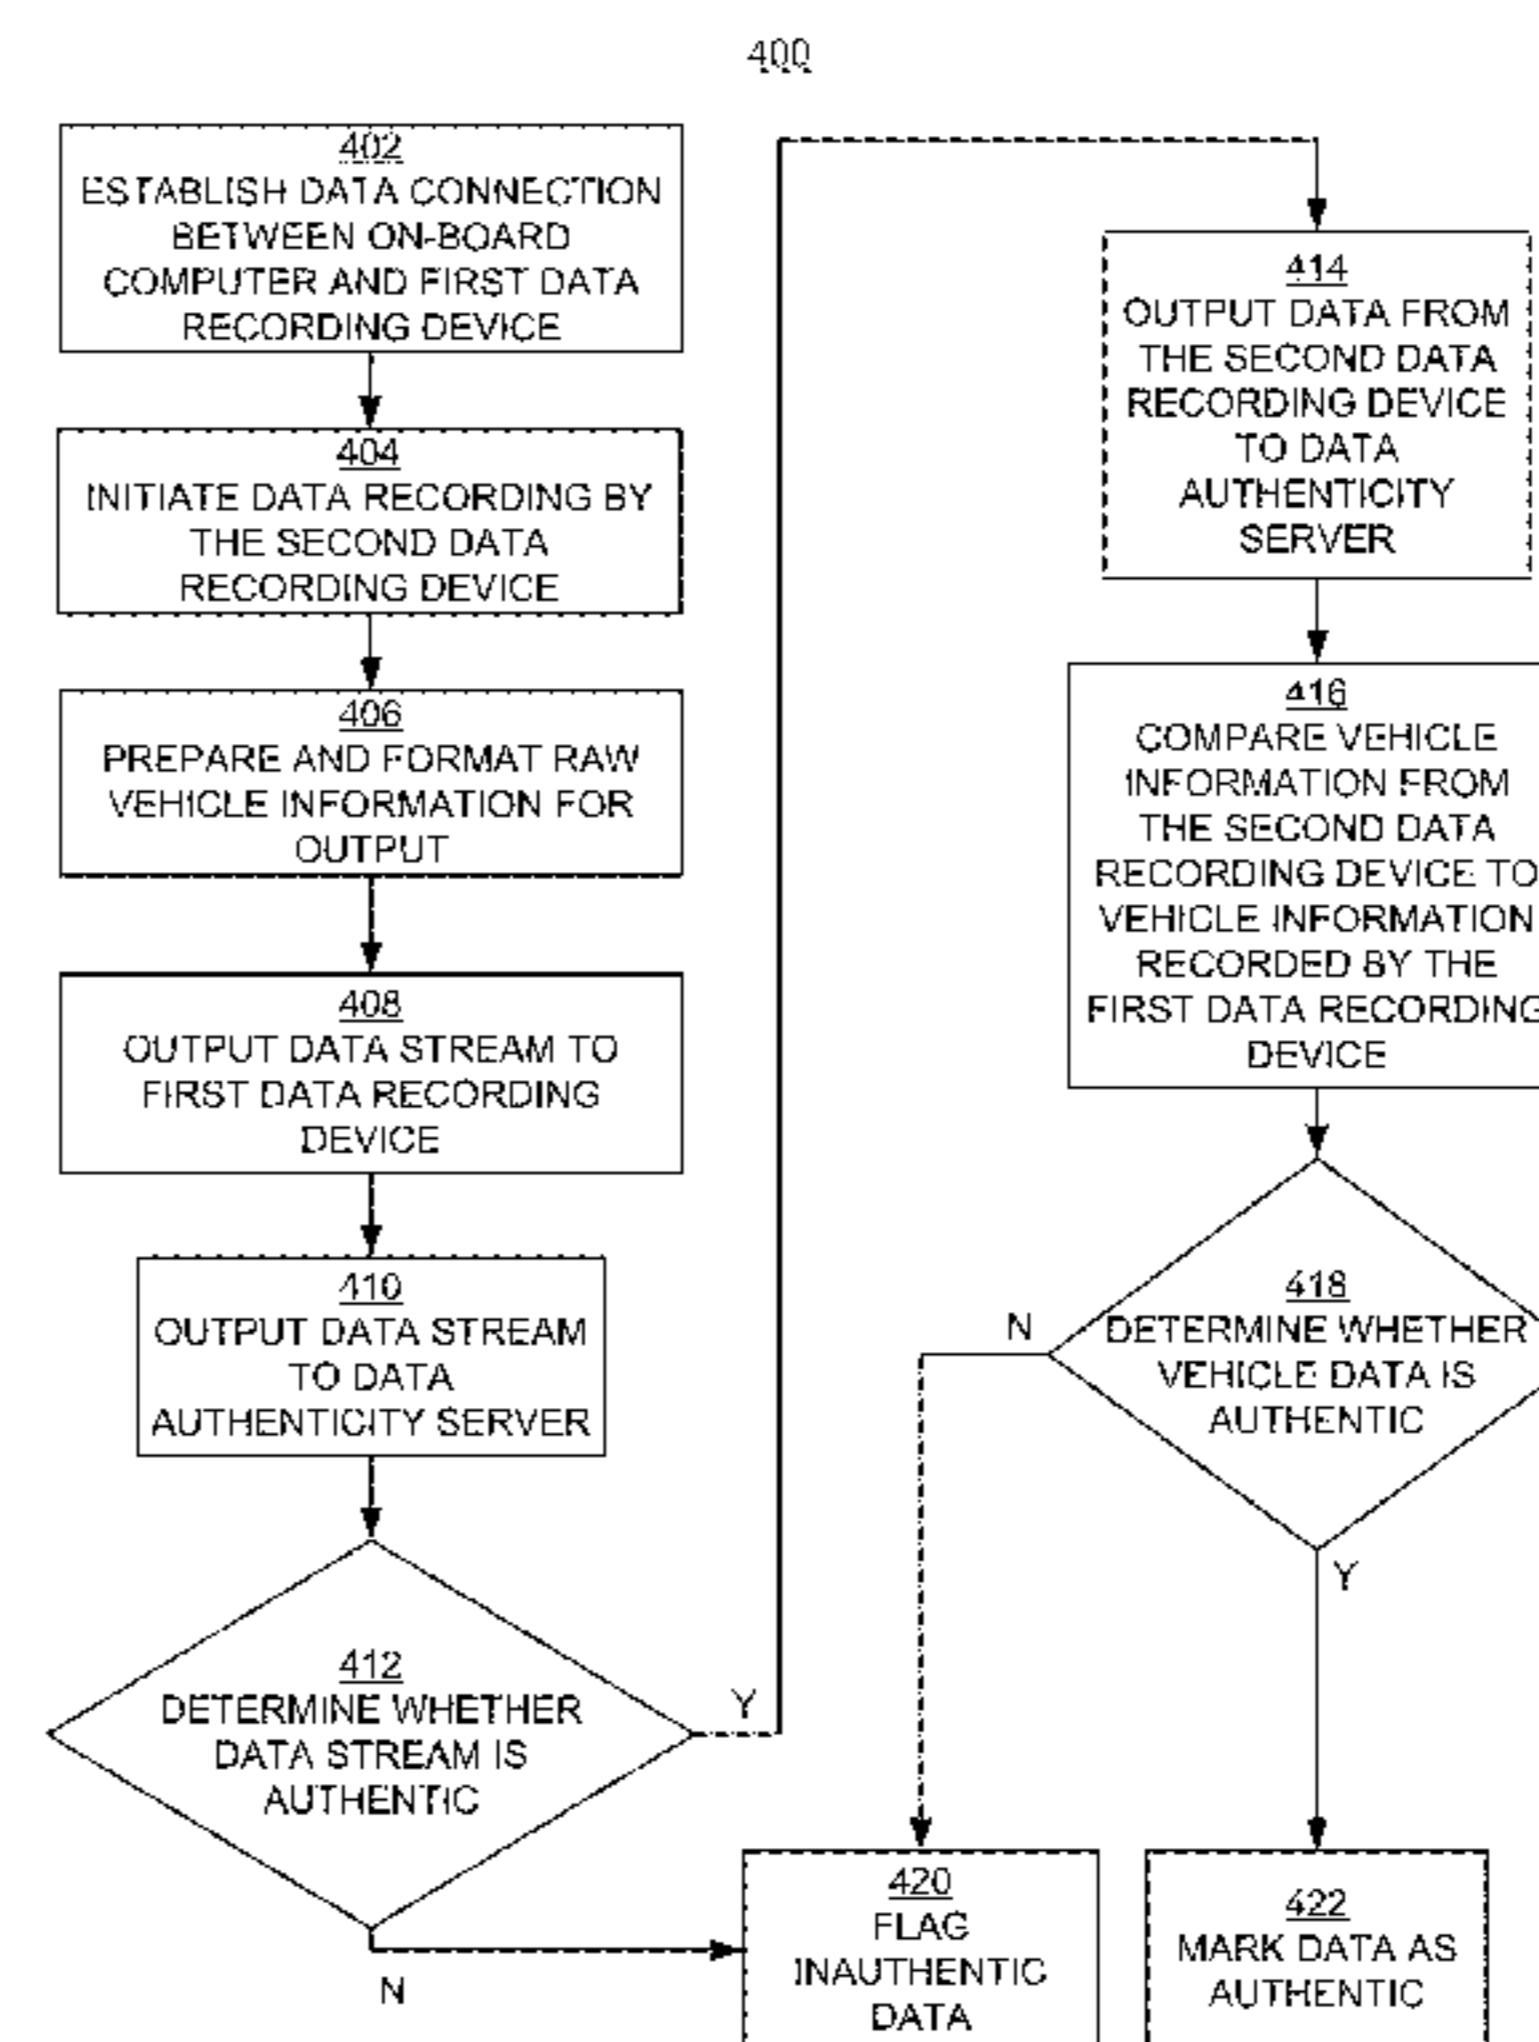 400
402
ESTABLISH DATA CONNECTION
BETWEEN ON-BOARD
COMPUTER AND FIRST DATA
RECORDING DEVICE
404
INITIATE DATA RECORDING BY
THE SECOND DATA
RECORDING DEVICE
406
PREPARE AND FORMAT RAW
VEHICLE INFORMATION FOR
OUTPUT
408
OUTPUT DATA STREAM TO
FIRST DATA RECORDING
DEVICE
410
OUTPUT DATA STREAM
TO DATA
AUTHENTICITY SERVER
412
DETERMINE WHETHER
DATA STREAM IS
AUTHENTIC
Y
N
414
OUTPUT DATA FROM
THE SECOND DATA
RECORDING DEVICE
TO DATA
AUTHENTICITY
SERVER
416
COMPARE VEHICLE
INFORMATION FROM
THE SECOND DATA
RECORDING DEVICE TO
VEHICLE INFORMATION
RECORDED BY THE
FIRST DATA RECORDING
DEVICE
418
DETERMINE WHETHER
VEHICLE DATA IS
AUTHENTIC
N
Y
420
FLAG
INAUTHENTIC
DATA
422
MARK DATA AS
AUTHENTIC